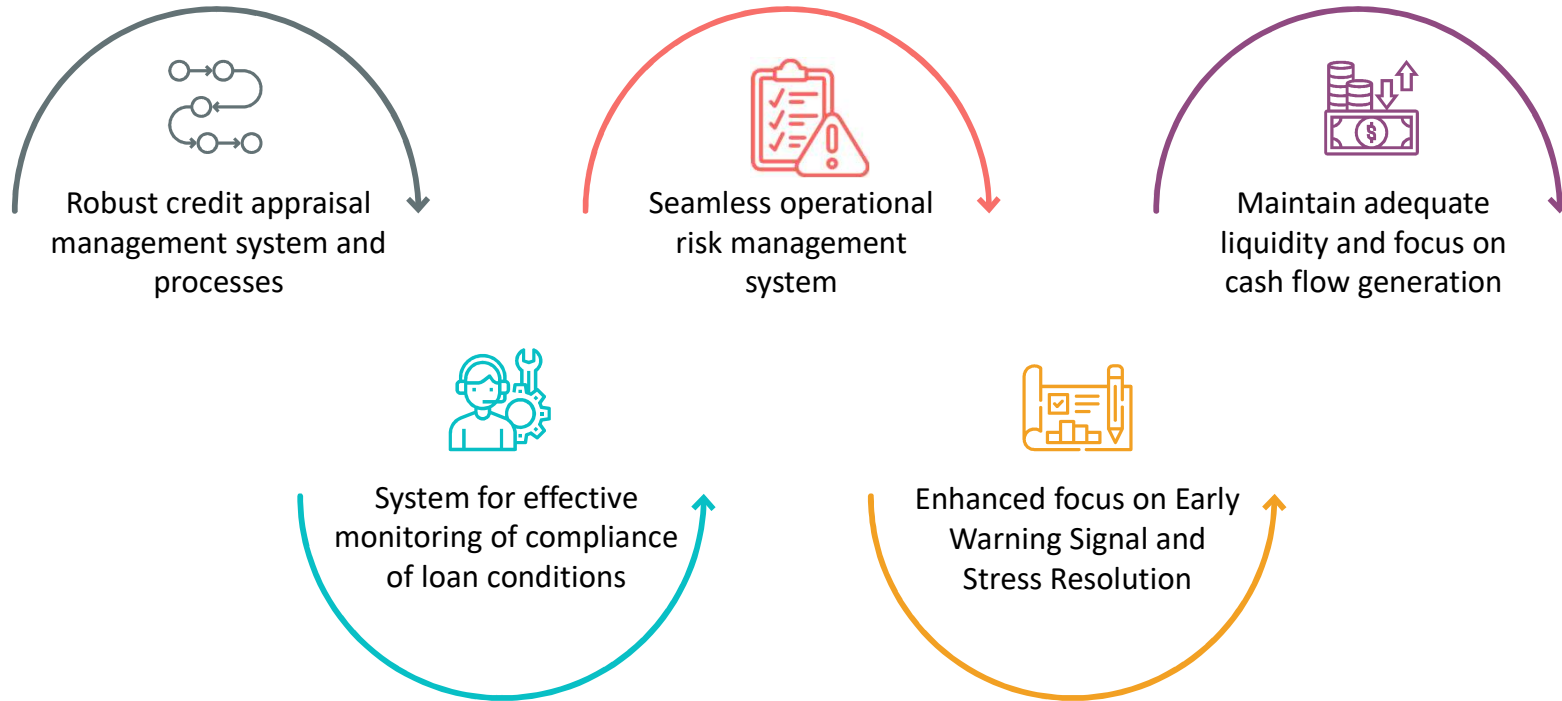 Robust credit appraisal
management system and
processes
Seamless operational
risk management
system
Maintain adequate
liquidity and focus on
cash flow generation
System for effective
monitoring of compliance
of loan conditions
Enhanced focus on Early
Warning Signal and
Stress Resolution
$